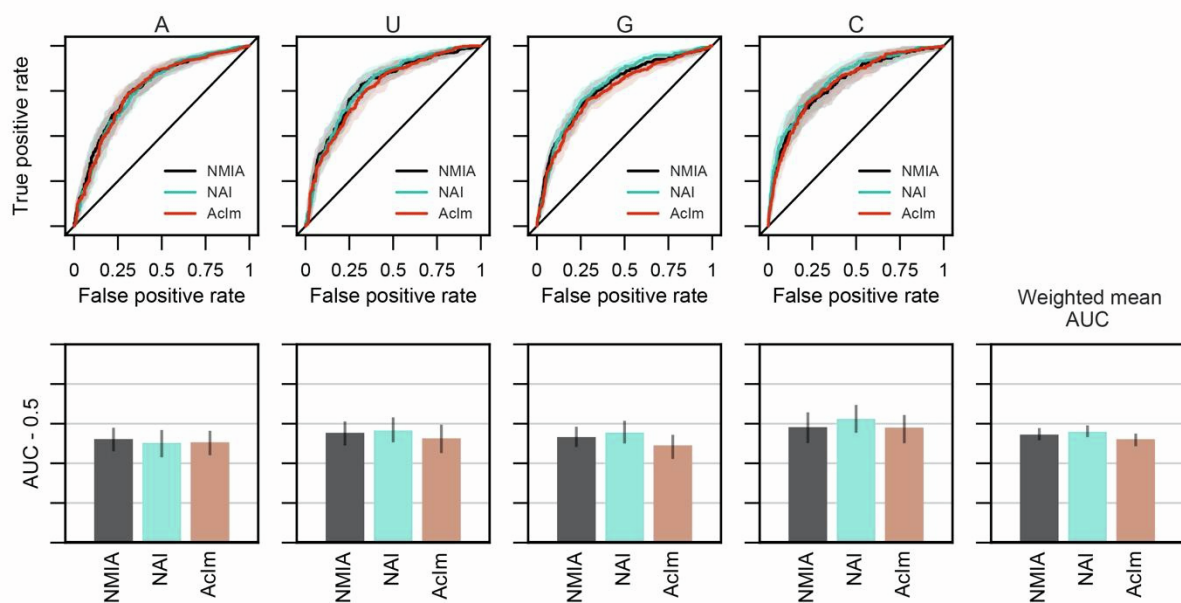 A U G C
True positive rate
NMIA
NAI
AcIm
NMIA
NAI
AcIm
NMIA
NAI
AcIm
NMIA
NAI
AcIm
0 0.25 0.5 0.75 1
0 0.25 0.5 0.75 1
0 0.25 0.5 0.75 1
0 0.25 0.5 0.75 1
False positive rate
False positive rate
False positive rate
False positive rate
Weighted mean
AUC
AUC - 0.5
NMIA NAI AcIm
NMIA NAI AcIm
NMIA NAI AcIm
NMIA NAI AcIm
NMIA NAI AcIm